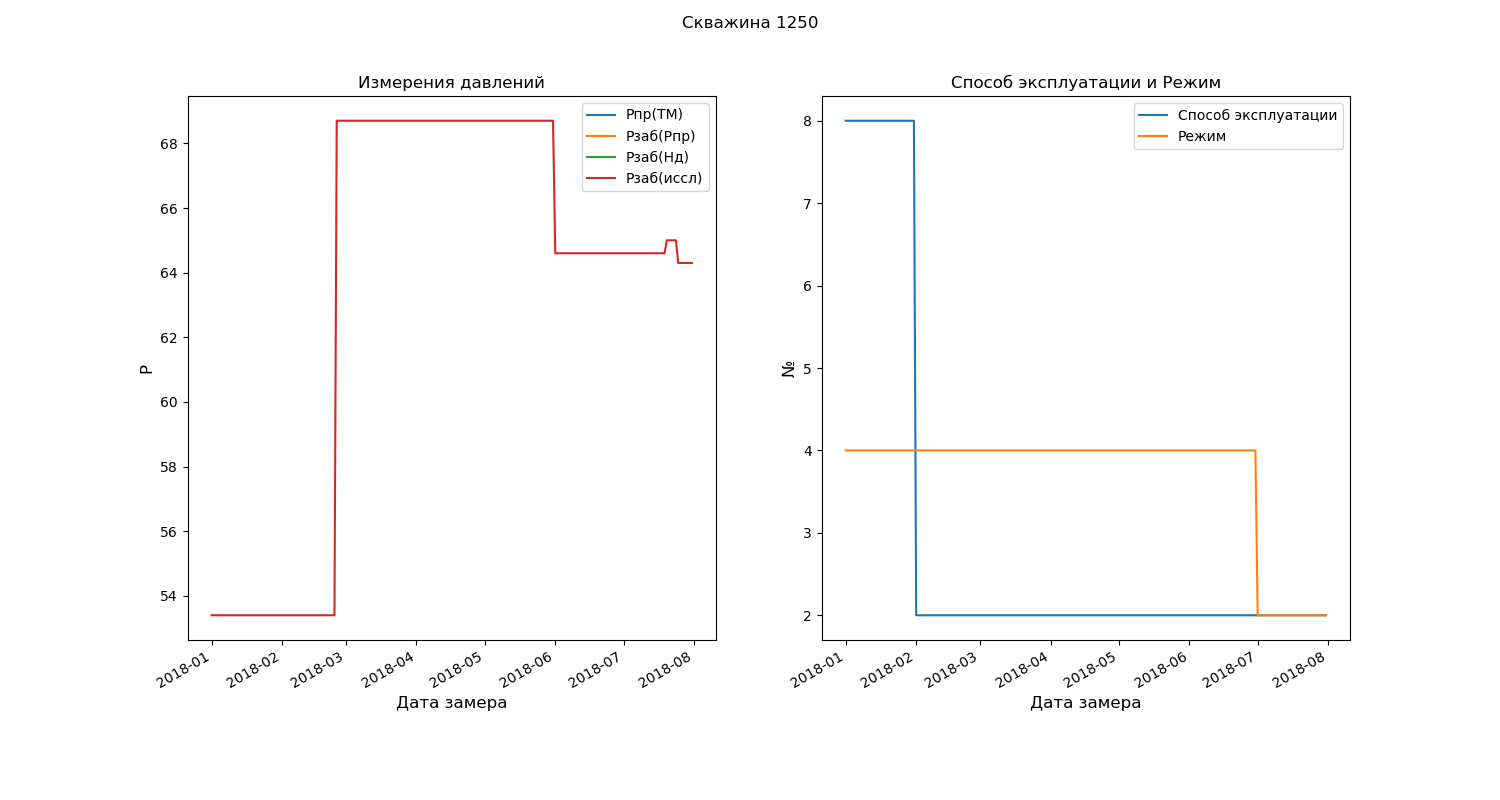 Скважина 1250
Измерения давлений
Рпр(ТМ)
Рзаб(Рпр)
Рзаб(Нд)
Рзаб(иссл)
68
66
64
62
60
58
56
54
Р
2018-01
2018-02
2018-03
2018-04
2018-05
2018-06
2018-07
2018-08
Дата замера
Способ эксплуатации и Режим
Способ эксплуатации
Режим
8
7
6
5
4
3
2
№
2018-01
2018-02
2018-03
2018-04
2018-05
2018-06
2018-07
2018-08
Дата замера